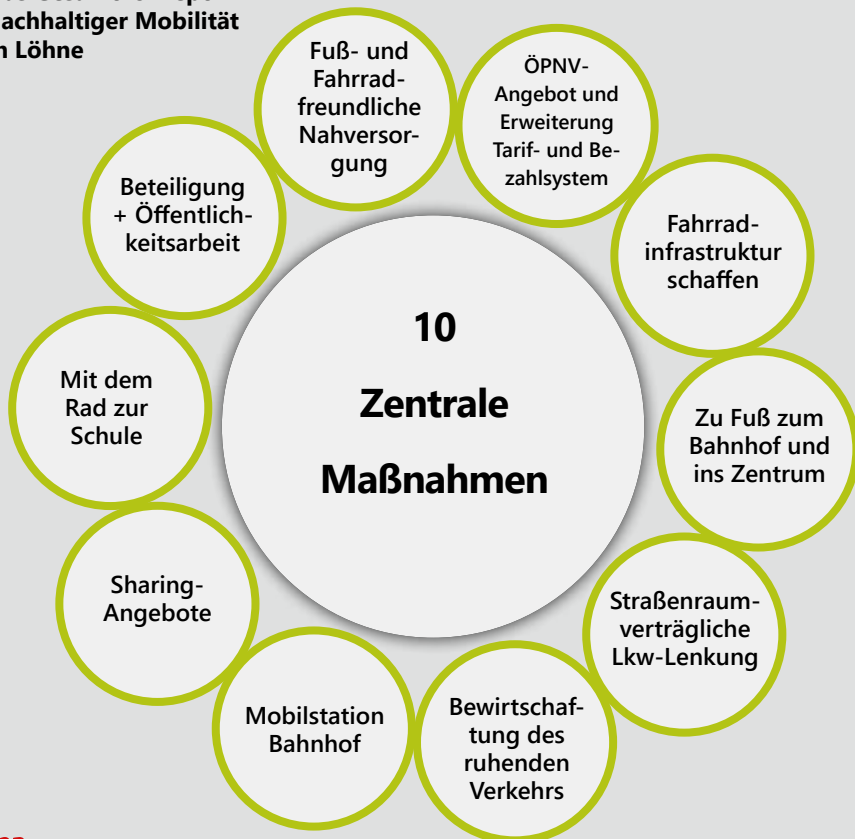 nachhaltiger Mobilität
in Löhne
Fuß- und
Fahrrad-
freundliche
Nahversor-
gung
ÖPNV-
Angebot und
Erweiterung
Tarif- und Be-
zahlsystem
Fahrrad-
infrastruktur
schaffen
Zu Fuß zum
Bahnhof und
ins Zentrum
Straßenraum-
verträgliche
Lkw-Lenkung
Bewirtschaf-
tung des
ruhenden
Verkehrs
Mobilstation
Bahnhof
Sharing-
Angebote
Mit dem
Rad zur
Schule
Beteiligung
+ Öffentlich-
keitsarbeit
10
Zentrale
Maßnahmen